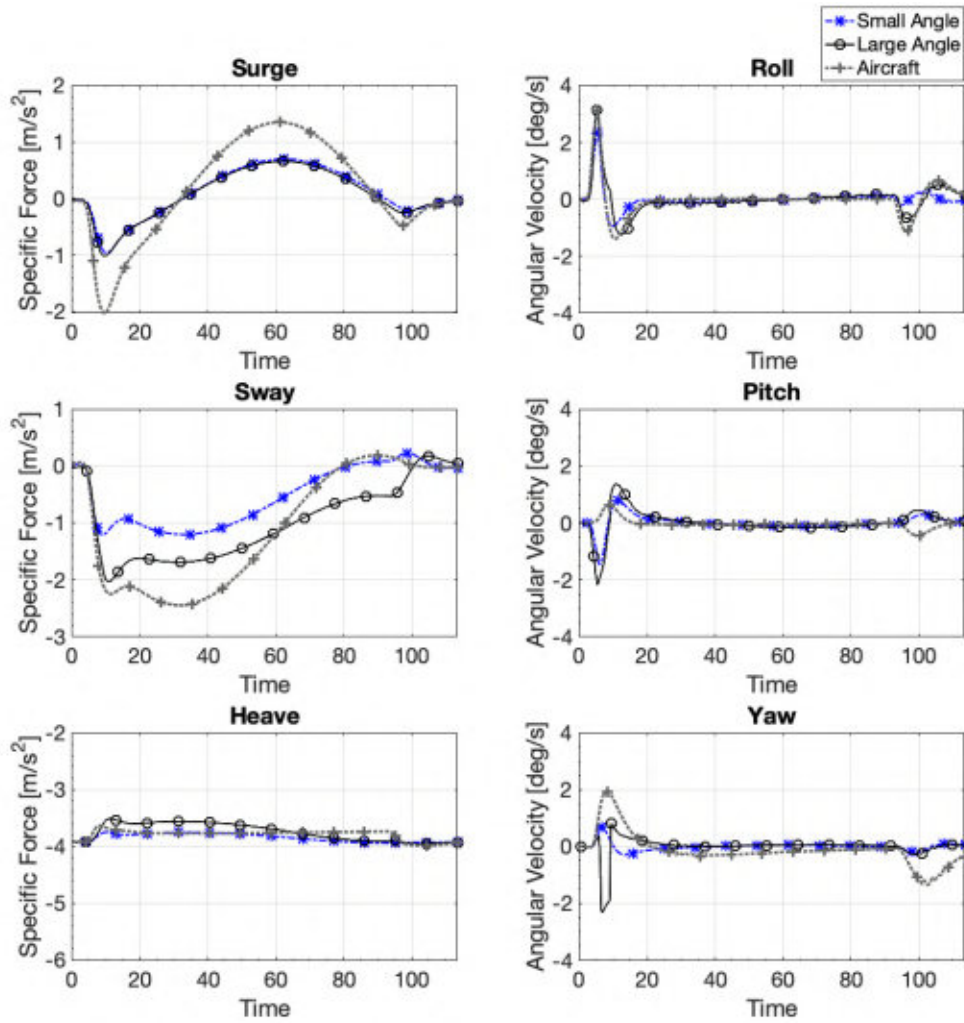 Small Angle
Large Angle
Aircraft
Surge
Specific Force [m/s²]
2
1
0
-1
-2
0 20 40 60 80 100
Time
Roll
Angular Velocity [deg/s]
4
2
0
-2
-4
0 20 40 60 80 100
Time
Sway
Specific Force [m/s²]
1
0
-1
-2
-3
0 20 40 60 80 100
Time
Pitch
Angular Velocity [deg/s]
4
2
0
-2
-4
0 20 40 60 80 100
Time
Heave
Specific Force [m/s²]
-2
-3
-4
-5
-6
0 20 40 60 80 100
Time
Yaw
Angular Velocity [deg/s]
4
2
0
-2
-4
0 20 40 60 80 100
Time